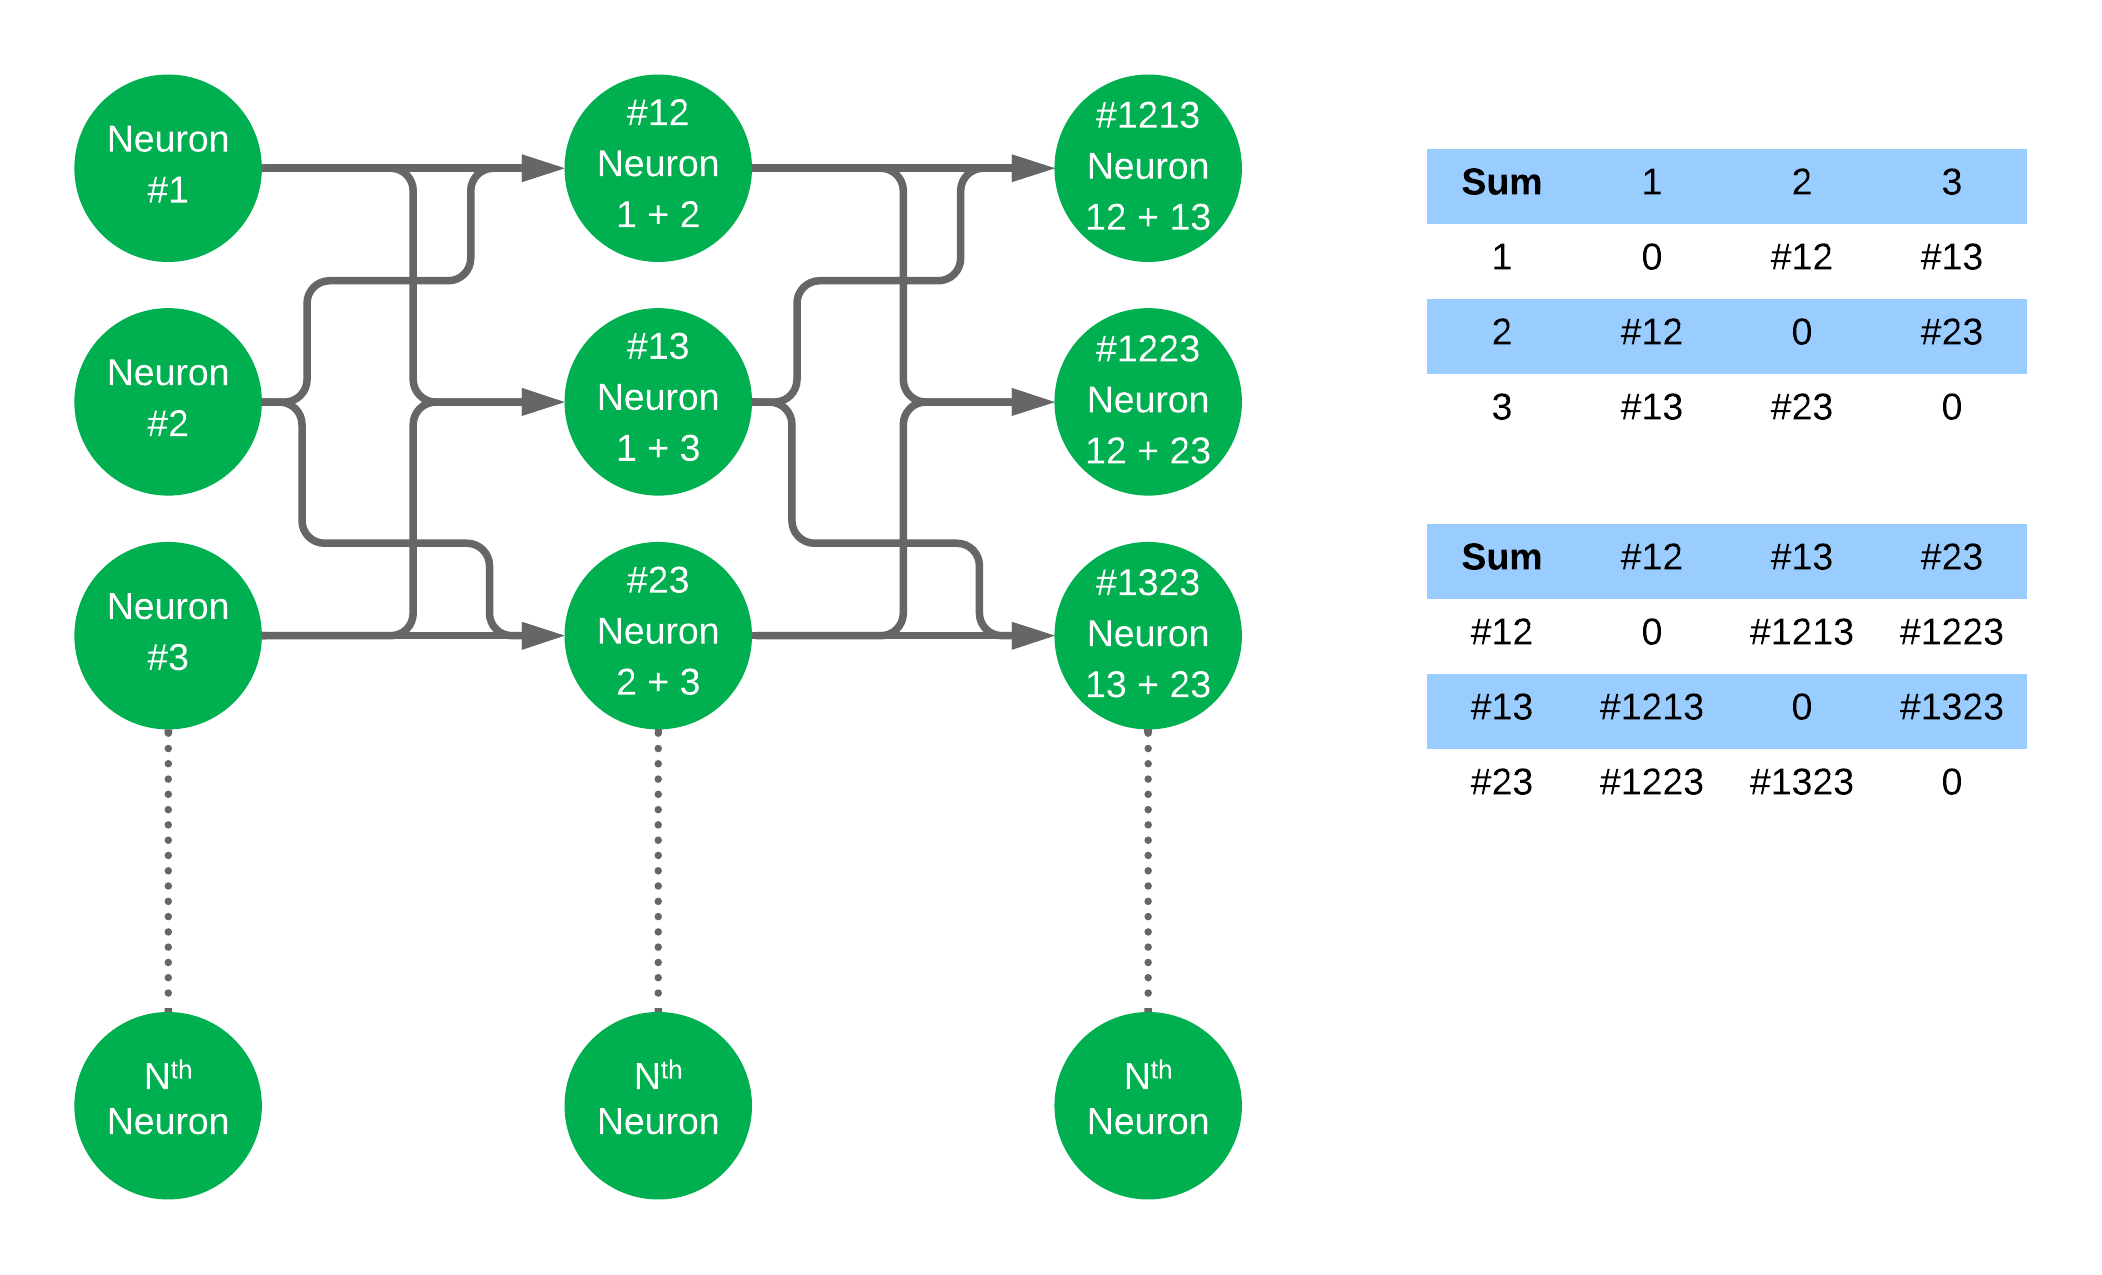 Neuron
#1
#12
Neuron
1 + 2
#1213
Neuron
12 + 13
Neuron
#2
#13
Neuron
1 + 3
#1223
Neuron
12 + 23
Neuron
#3
#23
Neuron
2 + 3
#1323
Neuron
13 + 23
Nth
Neuron
Nth
Neuron
Nth
Neuron
Sum 1 2 3
1 0 #12 #13
2 #12 0 #23
3 #13 #23 0
Sum #12 #13 #23
#12 0 #1213 #1223
#13 #1213 0 #1323
#23 #1223 #1323 0